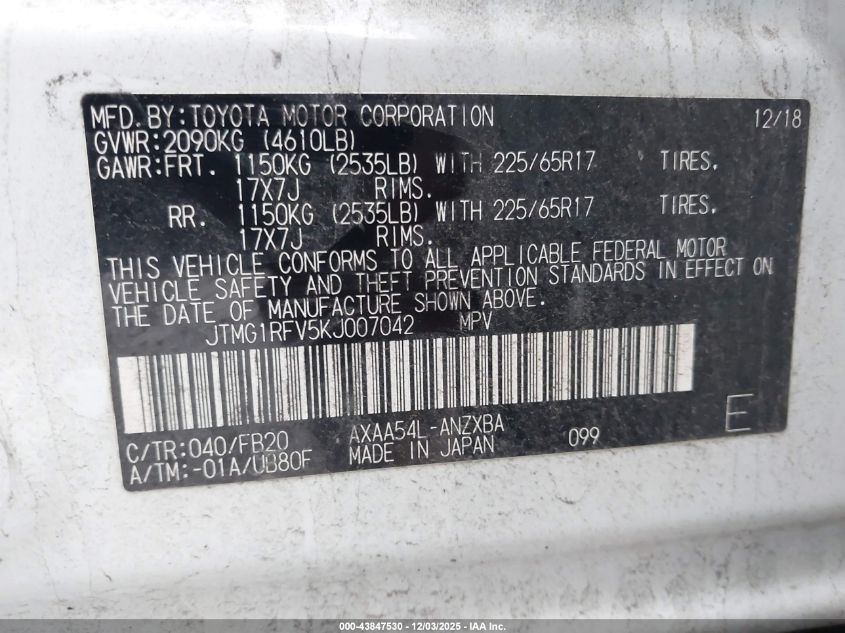 MFD. BY: TOYOTA MOTOR CORPORATION 12/18
GVWR: 2090KG (4610LB)
GAWR: FRT. 1150KG (2535LB) WITH 225/65R17 TIRES.
17X7J RIMS.
RR. 1150KG (2535LB) WITH 225/65R17 TIRES.
17X7J RIMS.
THIS VEHICLE CONFORMS TO ALL APPLICABLE FEDERAL MOTOR
VEHICLE SAFETY AND THEFT PREVENTION STANDARDS IN EFFECT ON
THE DATE OF MANUFACTURE SHOWN ABOVE.
JTMG1RFV5KJ007042 MPV
C/TR: 040/FB20 AXAA54L-ANZXBA 099 E
A/TM: -01A/UB80F MADE IN JAPAN
000-43847530 - 12/03/2025 - IAA Inc.